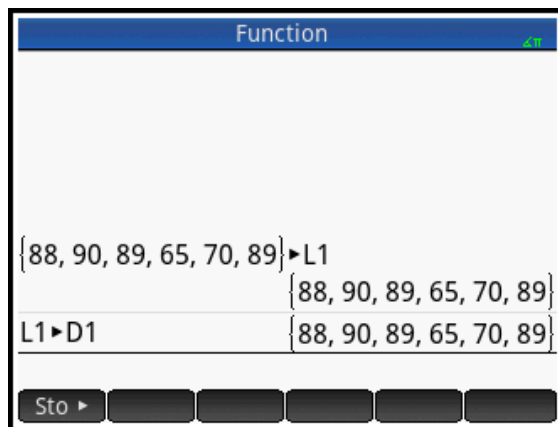 Function
∡π
{88, 90, 89, 65, 70, 89}▶L1
{88, 90, 89, 65, 70, 89}
L1▶D1 {88, 90, 89, 65, 70, 89}
Sto ▶